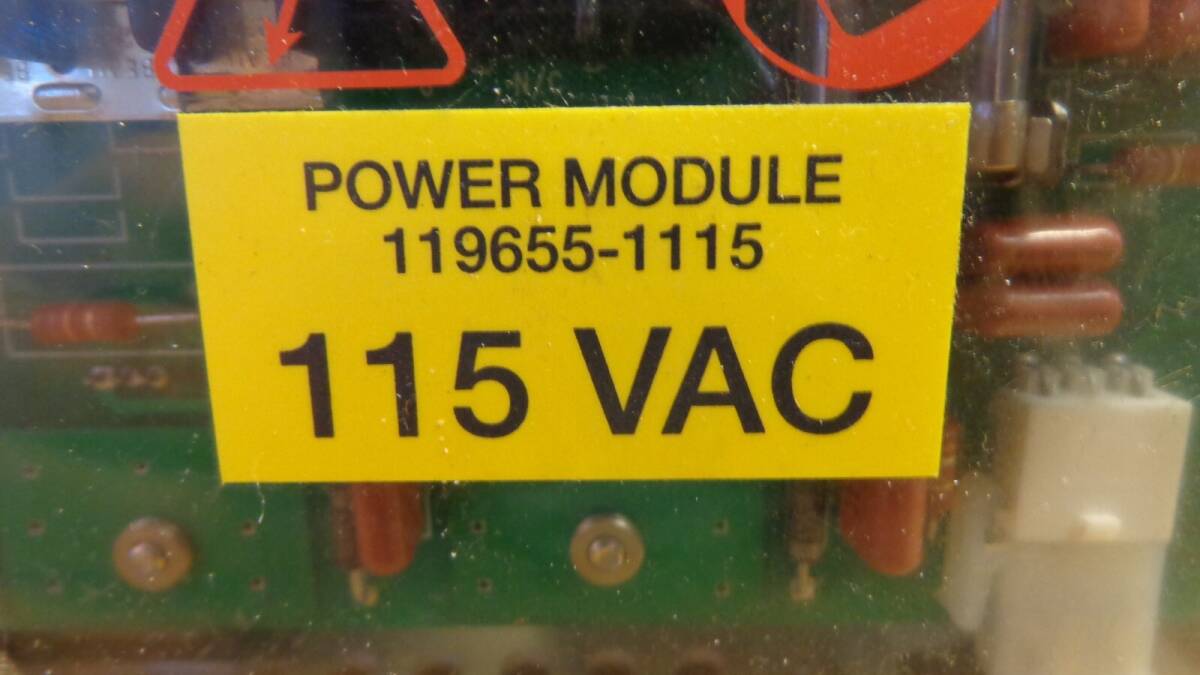 N/C
POWER MODULE
119655-1115
115 VAC